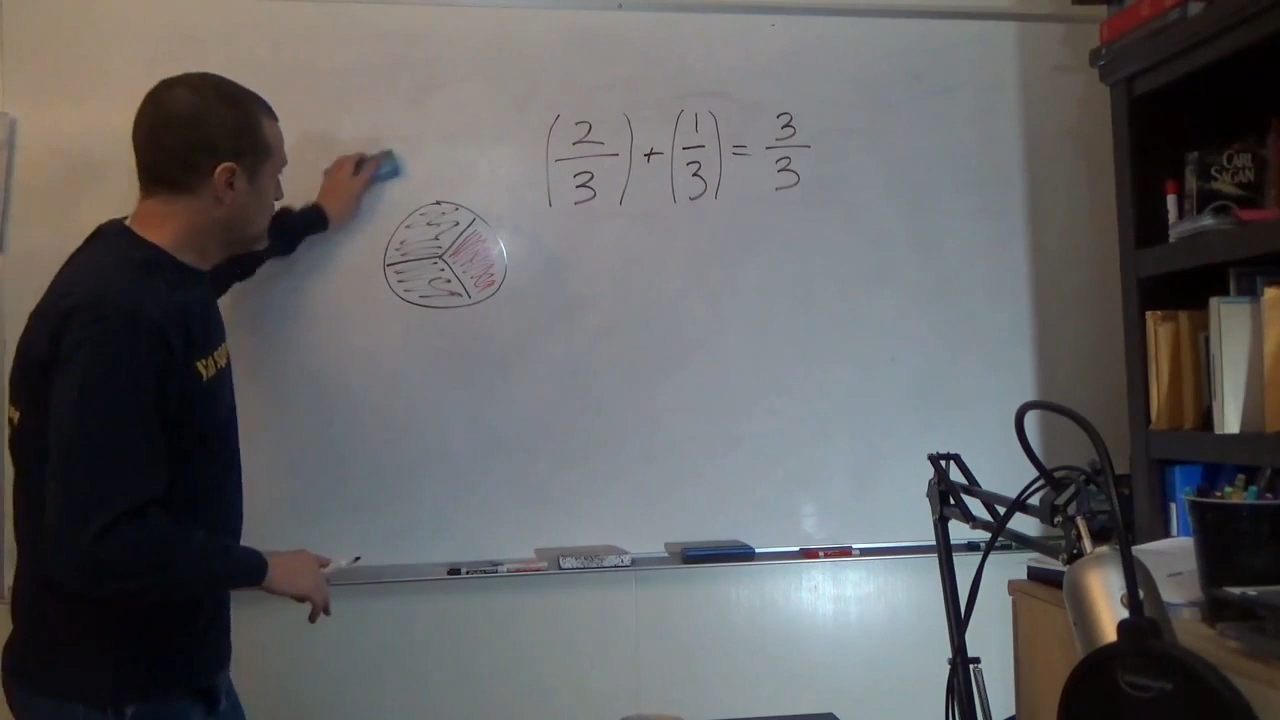 (2/3) + (1/3) = 3/3
CARL
SAGAN